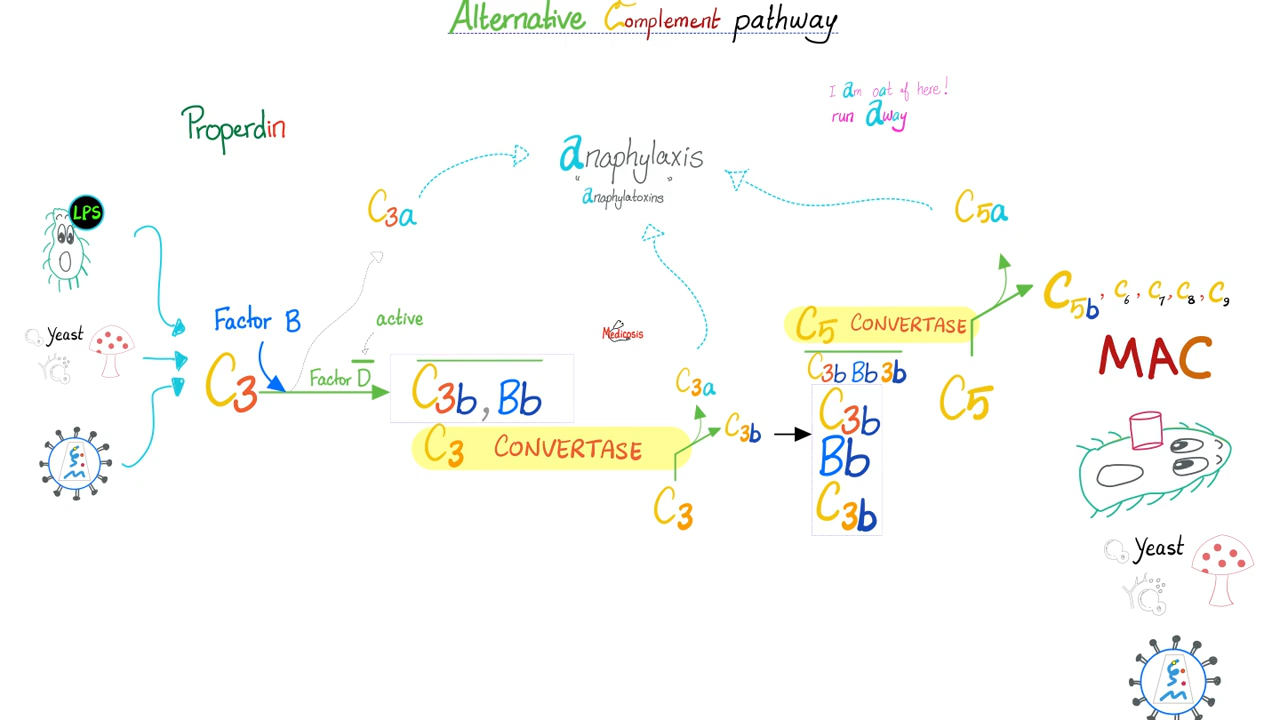 Alternative Complement pathway
I am oat of here!
run away
Properdin
anaphylaxis
"anaphylatoxins"
LPS
C3a
C5a
Factor B
active
C5b, C6, C7, C8, C9
Yeast
Medicosis
C5 CONVERTASE
MAC
C3
Factor D
C3b, Bb
C3b Bb 3b
C3a
C5
C3b
C3b
Bb
C3b
C3 CONVERTASE
C3
Yeast